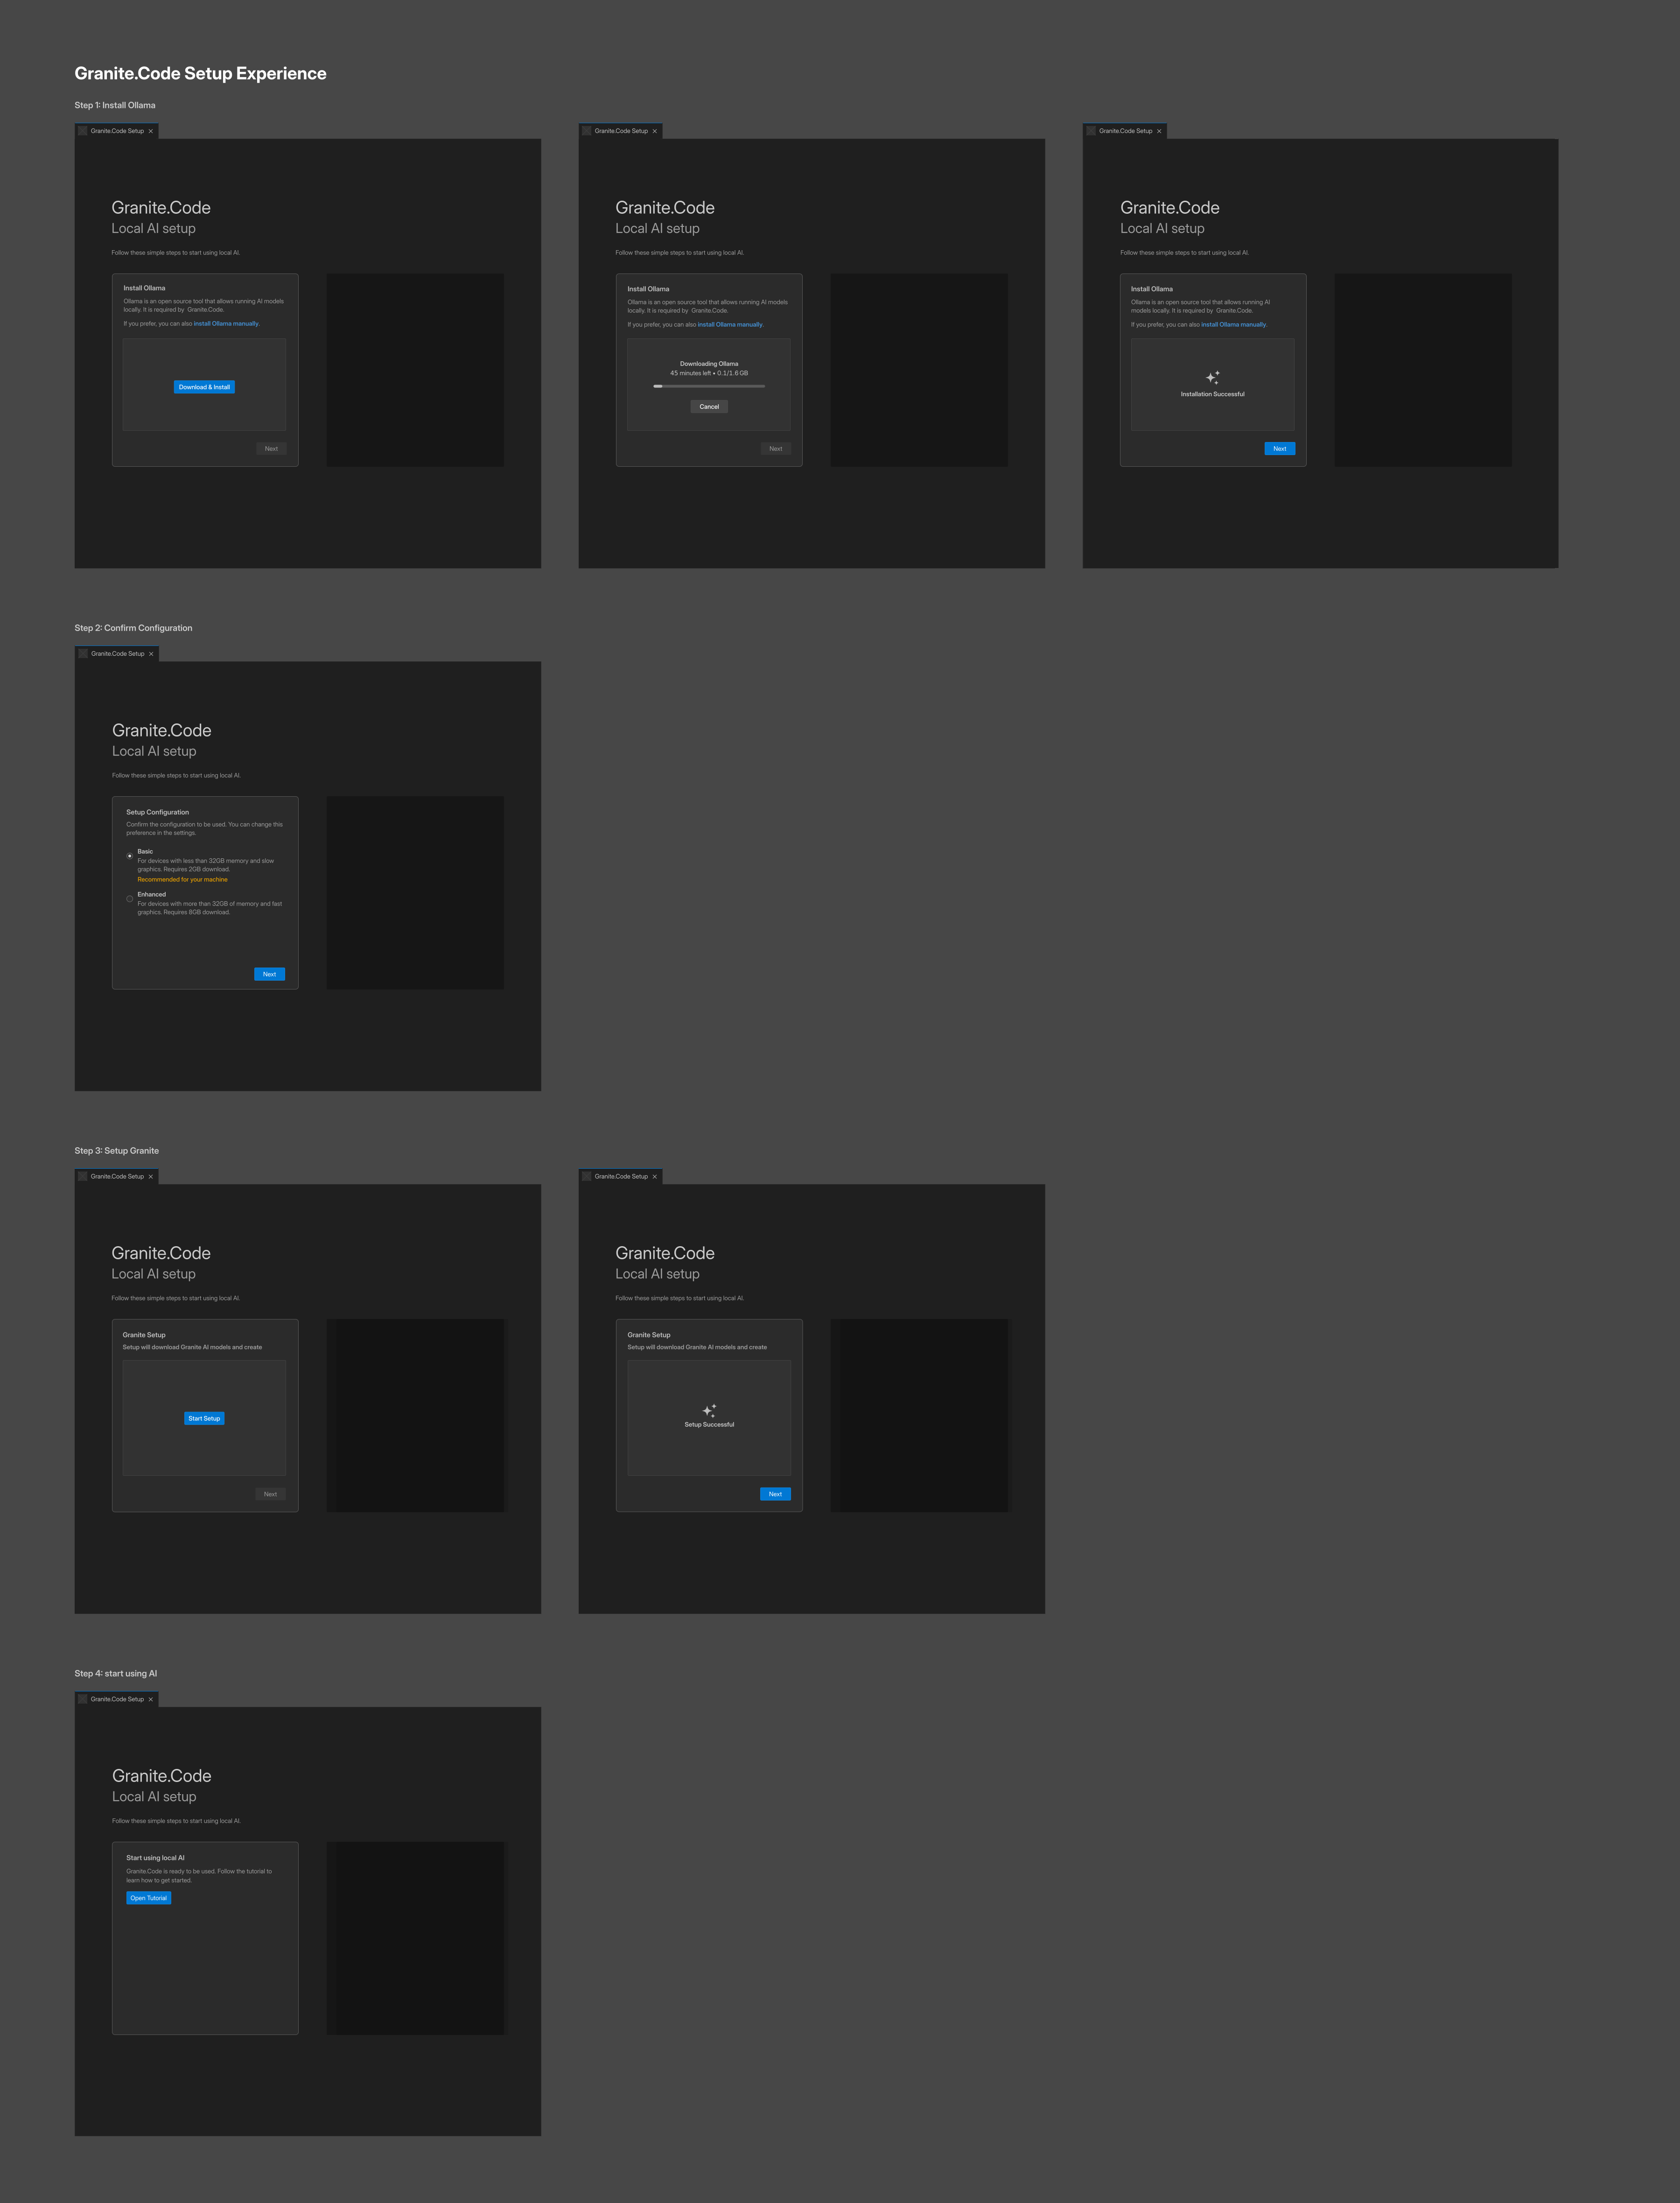 Granite.Code Setup Experience
Step 1: Install Ollama
Granite.Code Setup
Granite.Code
Local AI setup
Follow these simple steps to start using local AI.
Install Ollama
Ollama is an open source tool that allows running AI models
locally. It is required by Granite.Code.
If you prefer, you can also install Ollama manually.
Download & Install
Next
Granite.Code Setup
Granite.Code
Local AI setup
Follow these simple steps to start using local AI.
Install Ollama
Ollama is an open source tool that allows running AI models
locally. It is required by Granite.Code.
If you prefer, you can also install Ollama manually.
Downloading Ollama
45 minutes left • 0.1/1.6 GB
Cancel
Next
Granite.Code Setup
Granite.Code
Local AI setup
Follow these simple steps to start using local AI.
Install Ollama
Ollama is an open source tool that allows running AI
models locally. It is required by Granite.Code.
If you prefer, you can also install Ollama manually.
Installation Successful
Next
Step 2: Confirm Configuration
Granite.Code Setup
Granite.Code
Local AI setup
Follow these simple steps to start using local AI.
Setup Configuration
Confirm the configuration to be used. You can change this
preference in the settings.
Basic
For devices with less than 32GB memory and slow
graphics. Requires 2GB download.
Recommended for your machine
Enhanced
For devices with more than 32GB of memory and fast
graphics. Requires 8GB download.
Next
Step 3: Setup Granite
Granite.Code Setup
Granite.Code
Local AI setup
Follow these simple steps to start using local AI.
Granite Setup
Setup will download Granite AI models and create
Start Setup
Next
Granite.Code Setup
Granite.Code
Local AI setup
Follow these simple steps to start using local AI.
Granite Setup
Setup will download Granite AI models and create
Setup Successful
Next
Step 4: start using AI
Granite.Code Setup
Granite.Code
Local AI setup
Follow these simple steps to start using local AI.
Start using local AI
Granite.Code is ready to be used. Follow the tutorial to
learn how to get started.
Open Tutorial